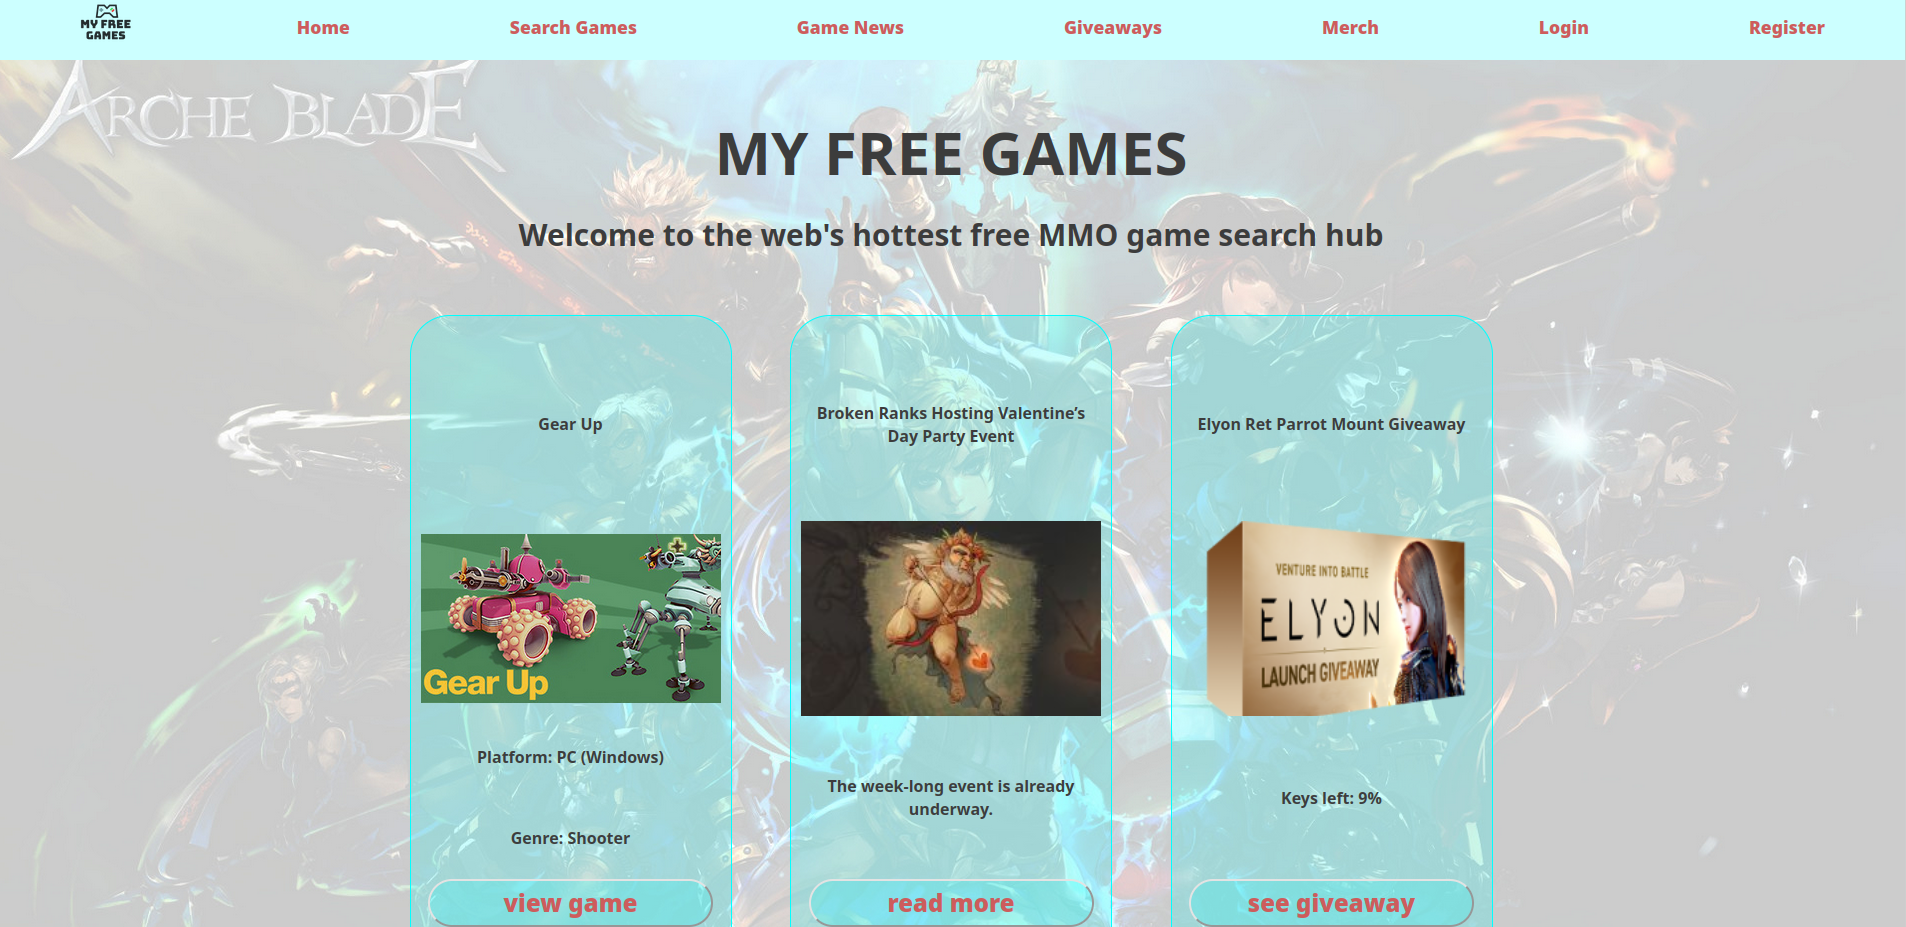 MY FREE
GAMES
Home
Search Games
Game News
Giveaways
Merch
Login
Register
ARCHE BLADE
MY FREE GAMES
Welcome to the web's hottest free MMO game search hub
Gear Up
Gear Up
Platform: PC (Windows)
Genre: Shooter
view game
Broken Ranks Hosting Valentine’s
Day Party Event
The week-long event is already
underway.
read more
Elyon Ret Parrot Mount Giveaway
VENTURE INTO BATTLE
ELYON
LAUNCH GIVEAWAY
Keys left: 9%
see giveaway